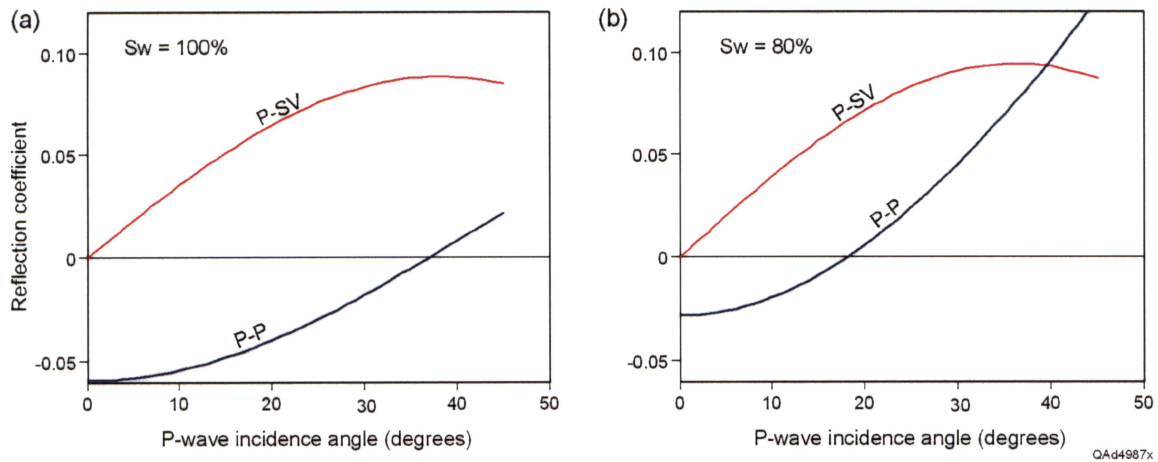 (a)
Sw = 100%
P-SV
P-P
Reflection coefficient
0.10
0.05
0
-0.05
0 10 20 30 40 50
P-wave incidence angle (degrees)
(b)
Sw = 80%
P-SV
P-P
0.10
0.05
0
-0.05
0 10 20 30 40 50
P-wave incidence angle (degrees)
QAd4987x